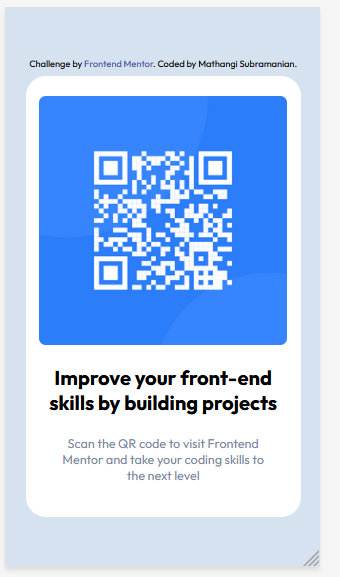 Challenge by Frontend Mentor. Coded by Mathangi Subramanian.
Improve your front-end
skills by building projects
Scan the QR code to visit Frontend
Mentor and take your coding skills to
the next level